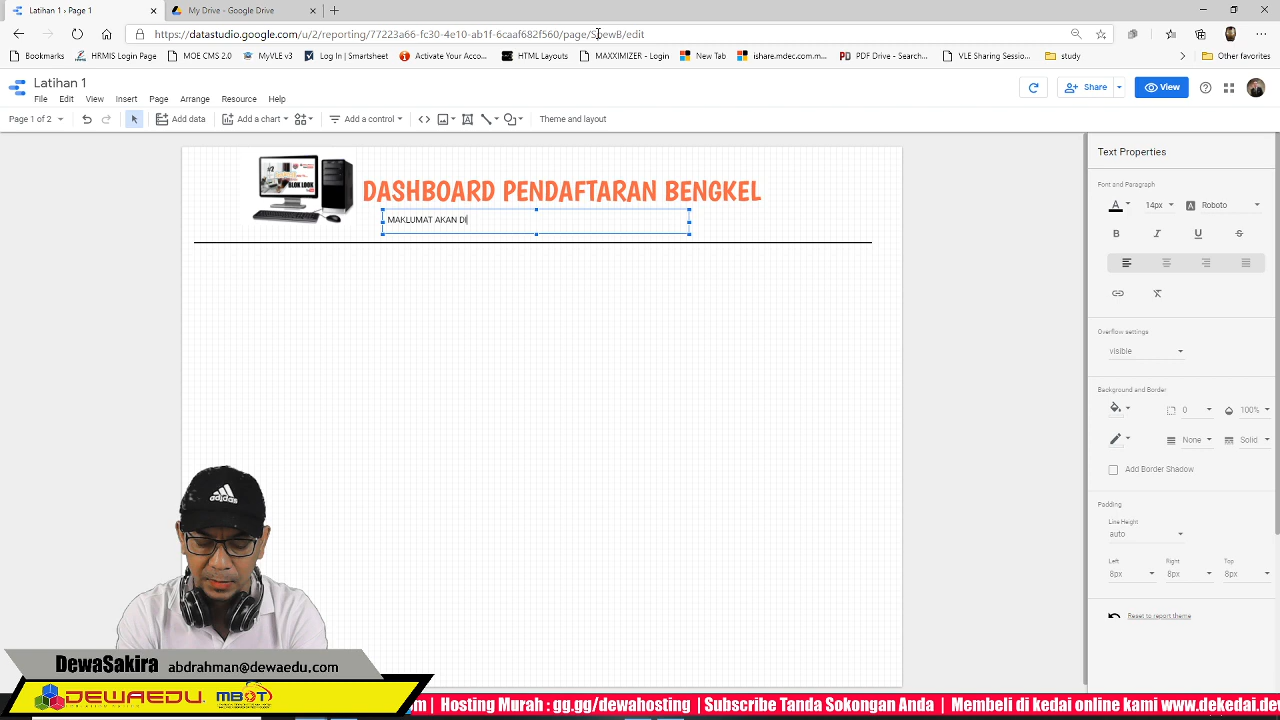 Latihan 1 › Page 1
My Drive - Google Drive
https://datastudio.google.com/u/2/reporting/77223a66-fc30-4e10-ab1f-6caaf682f560/page/SpewB/edit
Bookmarks
HRMIS Login Page
MOE CDS
MyVLE v3
Log In | Smartsheet
Activate Your Acco...
HTML Layouts
MAXXIMIZER - Login
New Tab
ishare.mdec.com.m...
PD PDF Drive - Search...
VLE Sharing Sessio...
study
Other favorites
Latihan 1
File Edit View Insert Page Arrange Resource Help
Share
View
Page 1 of 2
Add data
Add a chart
Add a control
Theme and layout
DASHBOARD PENDAFTARAN BENGKEL
MAKLUMAT AKAN DI
Text Properties
Font and Paragraph
14px
Roboto
Overflow settings
visible
Background and Border
0
100%
None
Solid
Add Border Shadow
Padding
Line Height
auto
Left Right Top
8px 8px 8px
Reset to report theme
adidas
DewaSakira abdrahman@dewaedu.com
DEWAEDU
MBOT
m | Hosting Murah : gg.gg/dewahosting | Subscribe Tanda Sokongan Anda | Membeli di kedai online kami www.dekedai.dew